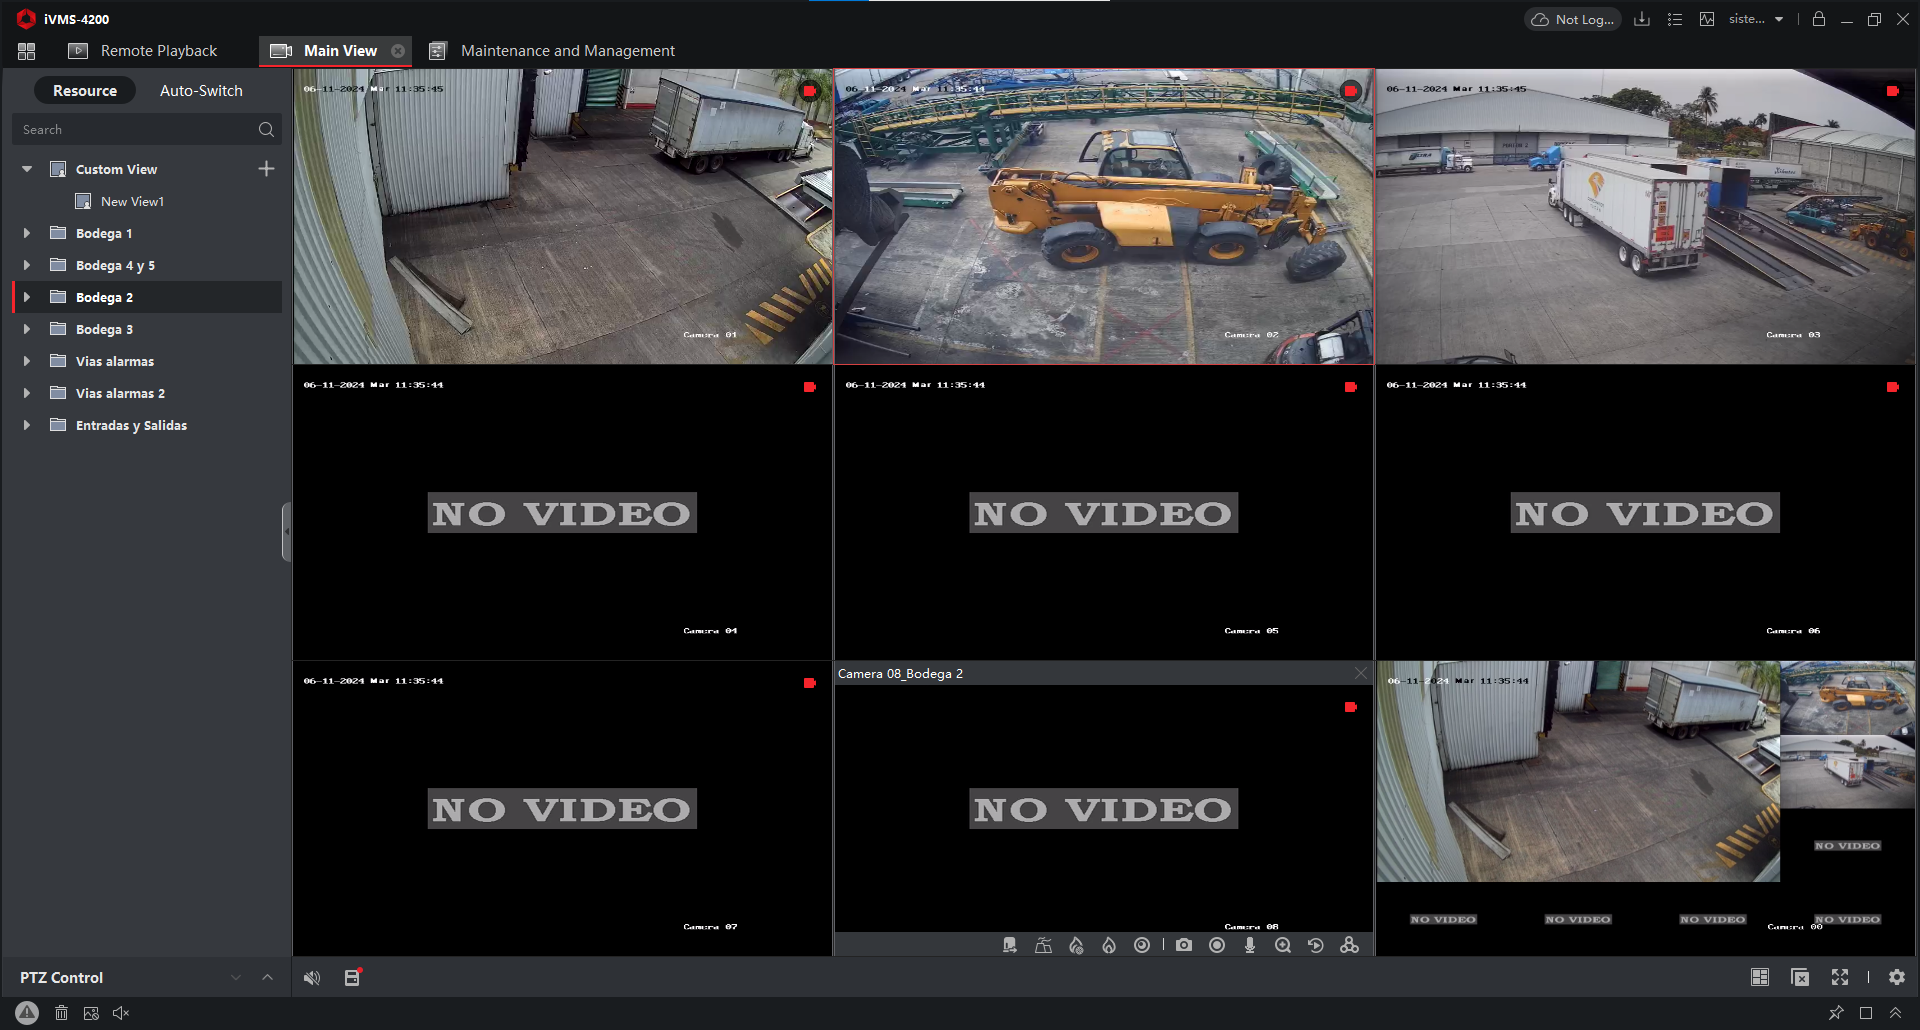 iVMS-4200
Not Log...
siste...
Remote Playback
Main View
Maintenance and Management
Resource
Auto-Switch
Search
Custom View
New View1
Bodega 1
Bodega 4 y 5
Bodega 2
Bodega 3
Vias alarmas
Vias alarmas 2
Entradas y Salidas
06-11-2024 Mar 11:35:45
Camera 01
06-11-2024 Mar 11:35:44
Camera 02
06-11-2024 Mar 11:35:45
Camera 03
06-11-2024 Mar 11:35:44
NO VIDEO
Camera 04
06-11-2024 Mar 11:35:44
NO VIDEO
Camera 05
06-11-2024 Mar 11:35:44
NO VIDEO
Camera 06
06-11-2024 Mar 11:35:44
NO VIDEO
Camera 07
Camera 08_Bodega 2
NO VIDEO
Camera 08
06-11-2024 Mar 11:35:44
NO VIDEO
NO VIDEO
NO VIDEO
NO VIDEO
NO VIDEO
Camera 00
PTZ Control